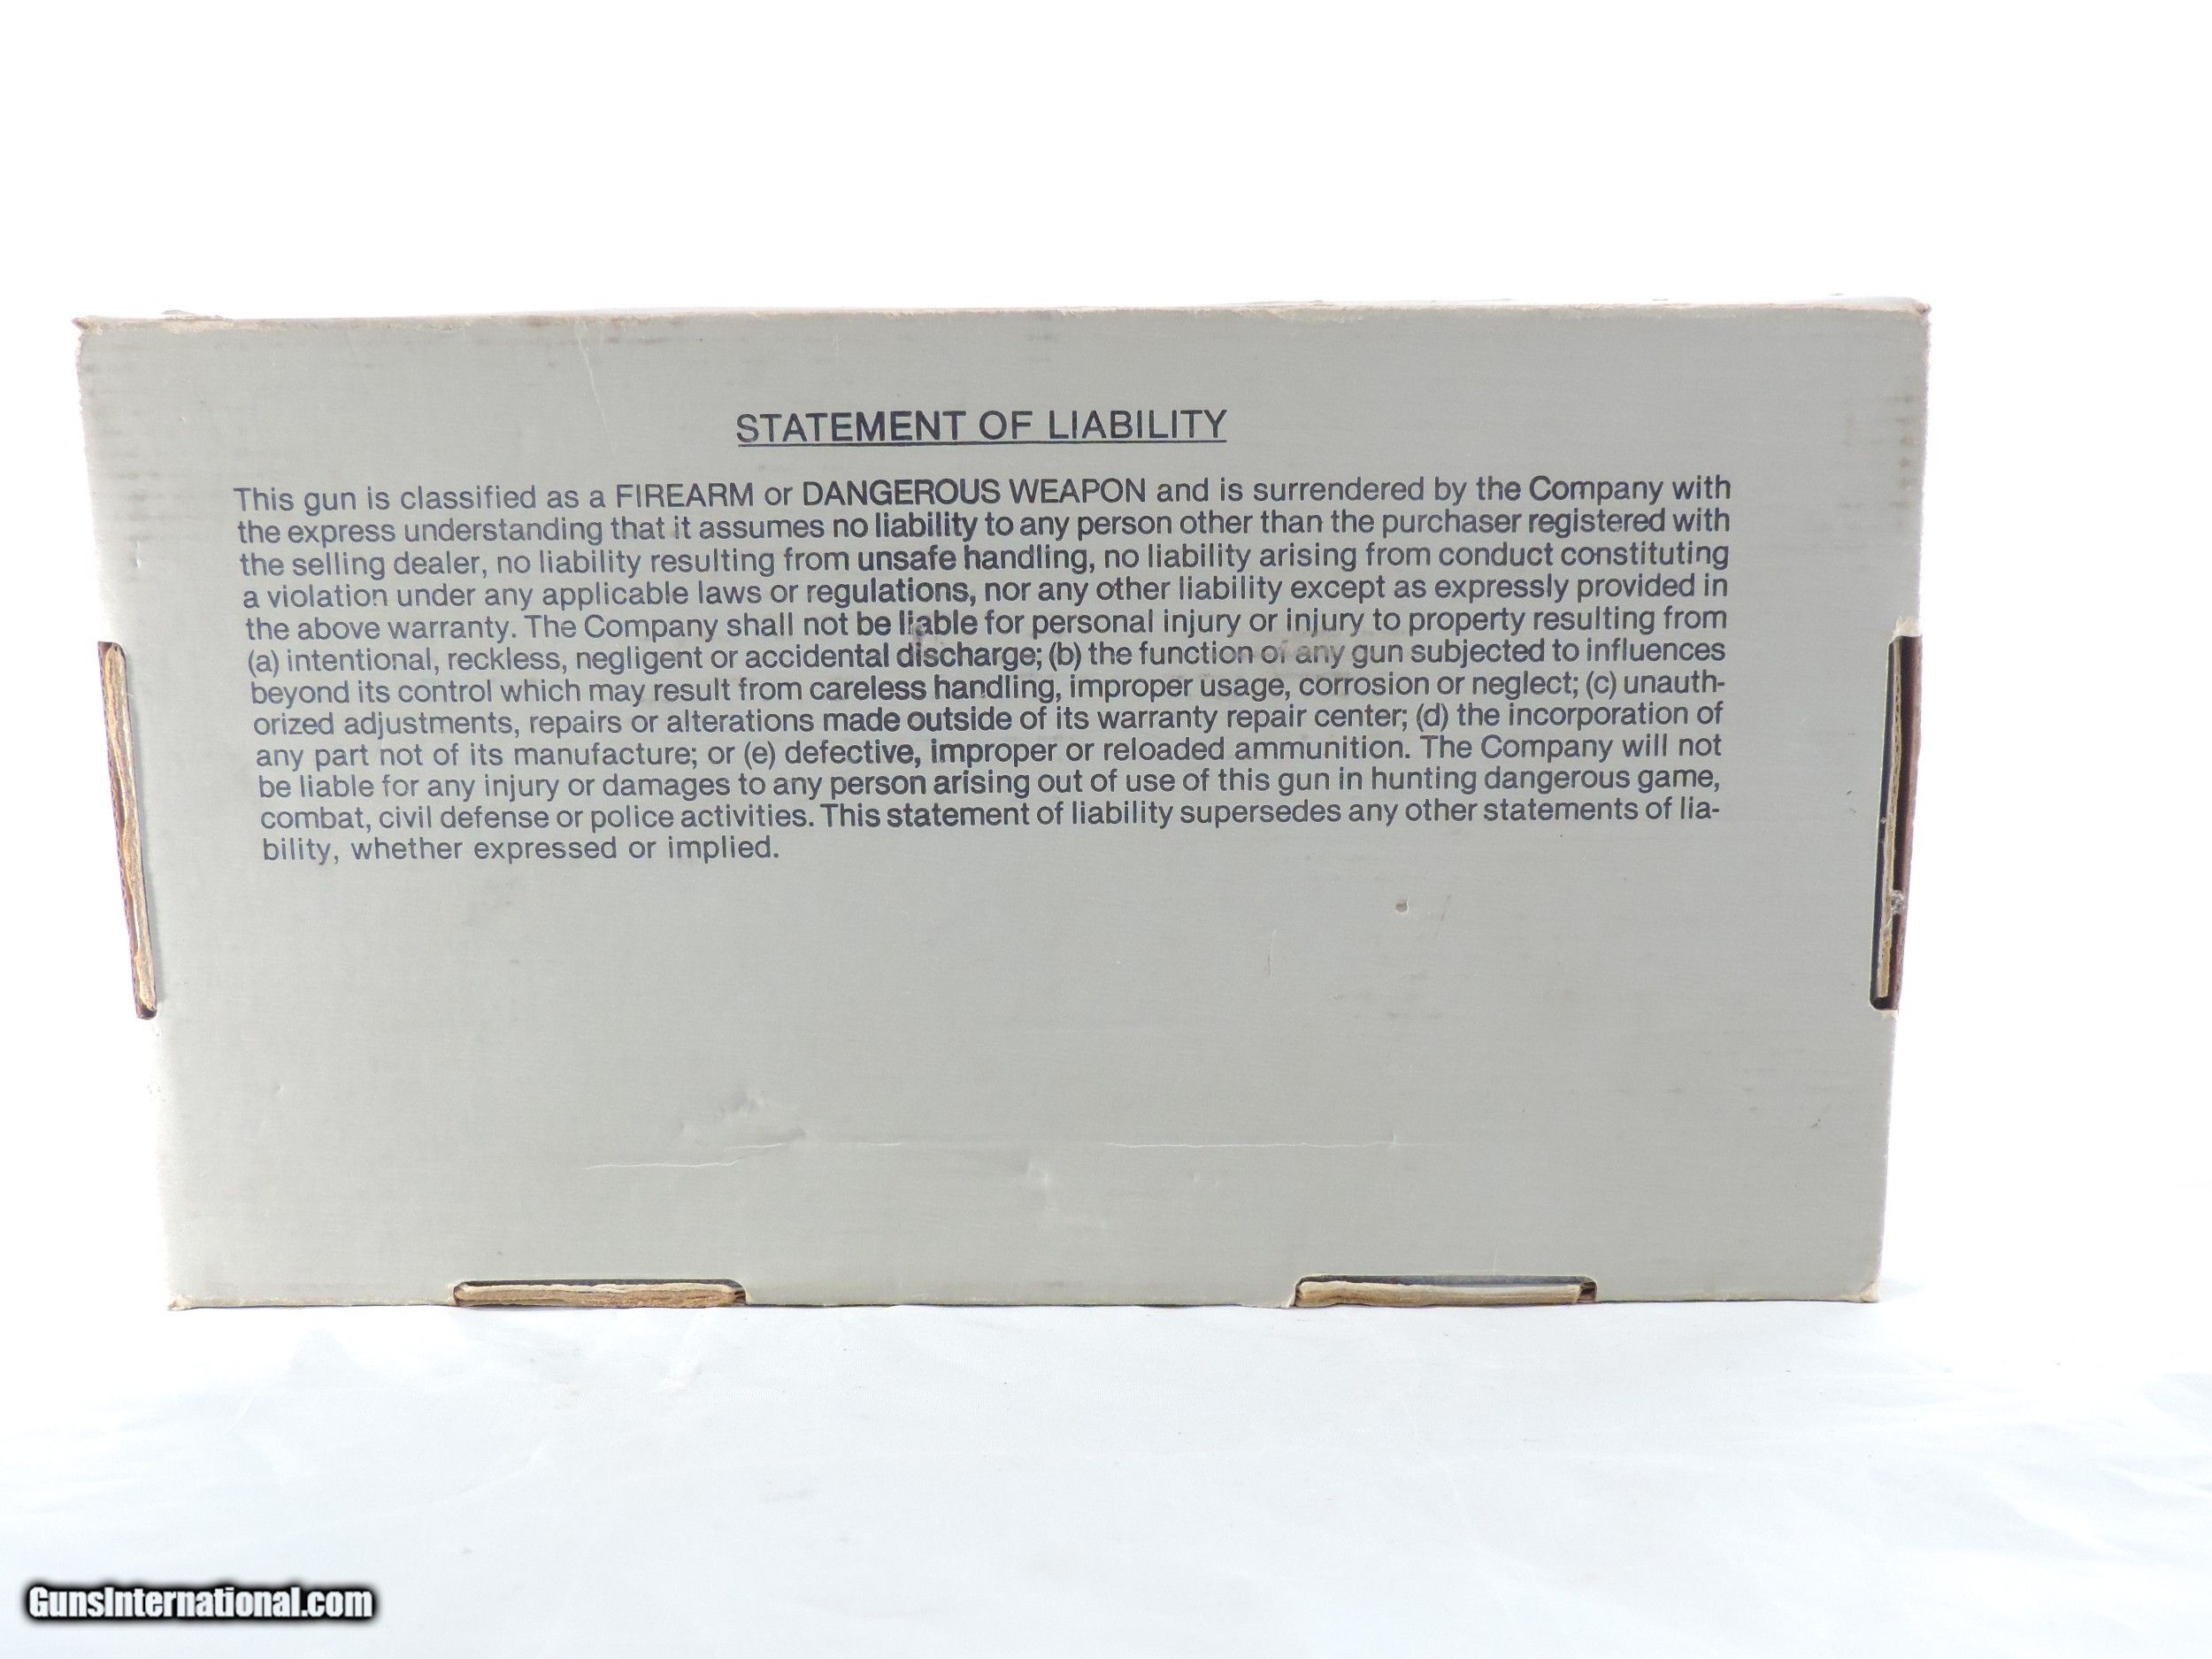 STATEMENT OF LIABILITY
This gun is classified as a FIREARM or DANGEROUS WEAPON and is surrendered by the Company with
the express understanding that it assumes no liability to any person other than the purchaser registered with
the selling dealer, no liability resulting from unsafe handling, no liability arising from conduct constituting
a violation under any applicable laws or regulations, nor any other liability except as expressly provided in
the above warranty. The Company shall not be liable for personal injury or injury to property resulting from
(a) intentional, reckless, negligent or accidental discharge; (b) the function of any gun subjected to influences
beyond its control which may result from careless handling, improper usage, corrosion or neglect; (c) unauth-
orized adjustments, repairs or alterations made outside of its warranty repair center; (d) the incorporation of
any part not of its manufacture; or (e) defective, improper or reloaded ammunition. The Company will not
be liable for any injury or damages to any person arising out of use of this gun in hunting dangerous game,
combat, civil defense or police activities. This statement of liability supersedes any other statements of lia-
bility, whether expressed or implied.
GunsInternational.com